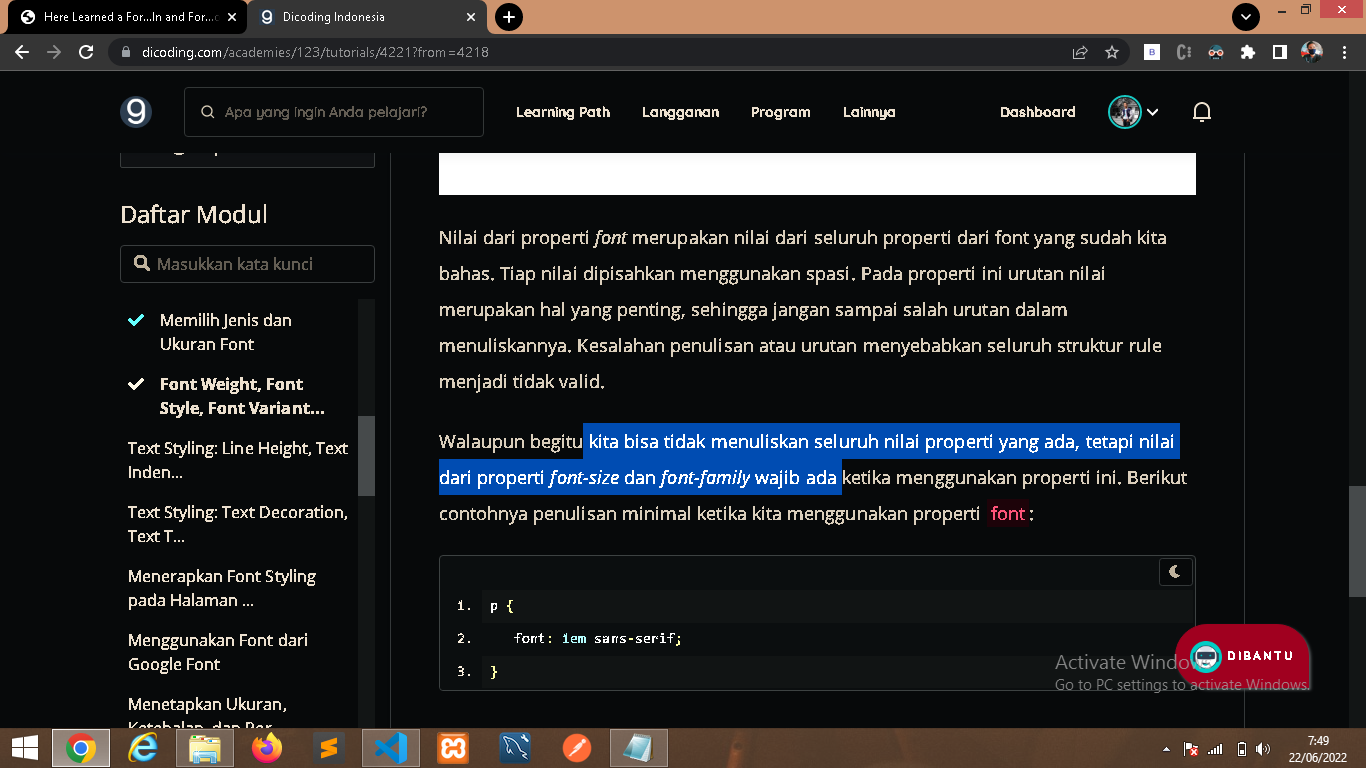 Here Learned a For...In and For...o
Dicoding Indonesia
dicoding.com/academies/123/tutorials/4221?from=4218
Apa yang ingin Anda pelajari?
Learning Path
Langganan
Program
Lainnya
Dashboard
Daftar Modul
Masukkan kata kunci
Memilih Jenis dan
Ukuran Font
Font Weight, Font
Style, Font Variant...
Text Styling: Line Height, Text
Inden...
Text Styling: Text Decoration,
Text T...
Menerapkan Font Styling
pada Halaman ...
Menggunakan Font dari
Google Font
Menetapkan Ukuran,
Ketebalan, dan Per
Nilai dari properti font merupakan nilai dari seluruh properti dari font yang sudah kita
bahas. Tiap nilai dipisahkan menggunakan spasi. Pada properti ini urutan nilai
merupakan hal yang penting, sehingga jangan sampai salah urutan dalam
menuliskannya. Kesalahan penulisan atau urutan menyebabkan seluruh struktur rule
menjadi tidak valid.
Walaupun begitu kita bisa tidak menuliskan seluruh nilai properti yang ada, tetapi nilai
dari properti font-size dan font-family wajib ada ketika menggunakan properti ini. Berikut
contohnya penulisan minimal ketika kita menggunakan properti font:
1. p {
2. font: 1em sans-serif;
3. }
DIBANTU
Activate Windows
Go to PC settings to activate Windows.
7:49
22/06/2022